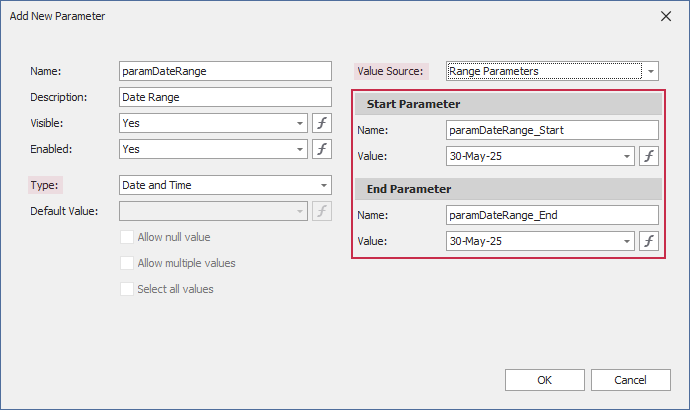 Add New Parameter
Name: paramDateRange
Description: Date Range
Visible: Yes
Enabled: Yes
Type: Date and Time
Default Value:
Allow null value
Allow multiple values
Select all values
Value Source: Range Parameters
Start Parameter
Name: paramDateRange_Start
Value: 30-May-25
End Parameter
Name: paramDateRange_End
Value: 30-May-25
OK Cancel